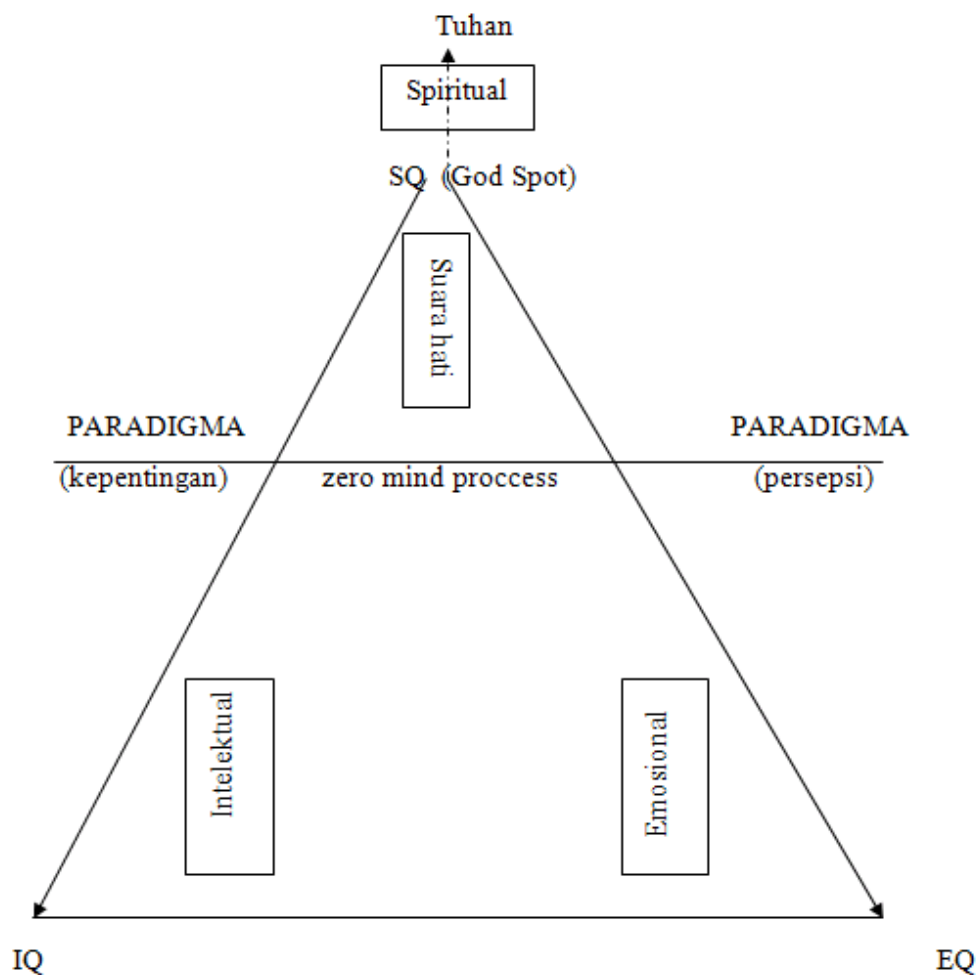 Tuhan
Spiritual
SQ (God Spot)
Suara hati
PARADIGMA
PARADIGMA
(kepentingan)
zero mind proccess
(persepsi)
Intelektual
Emosional
IQ
EQ